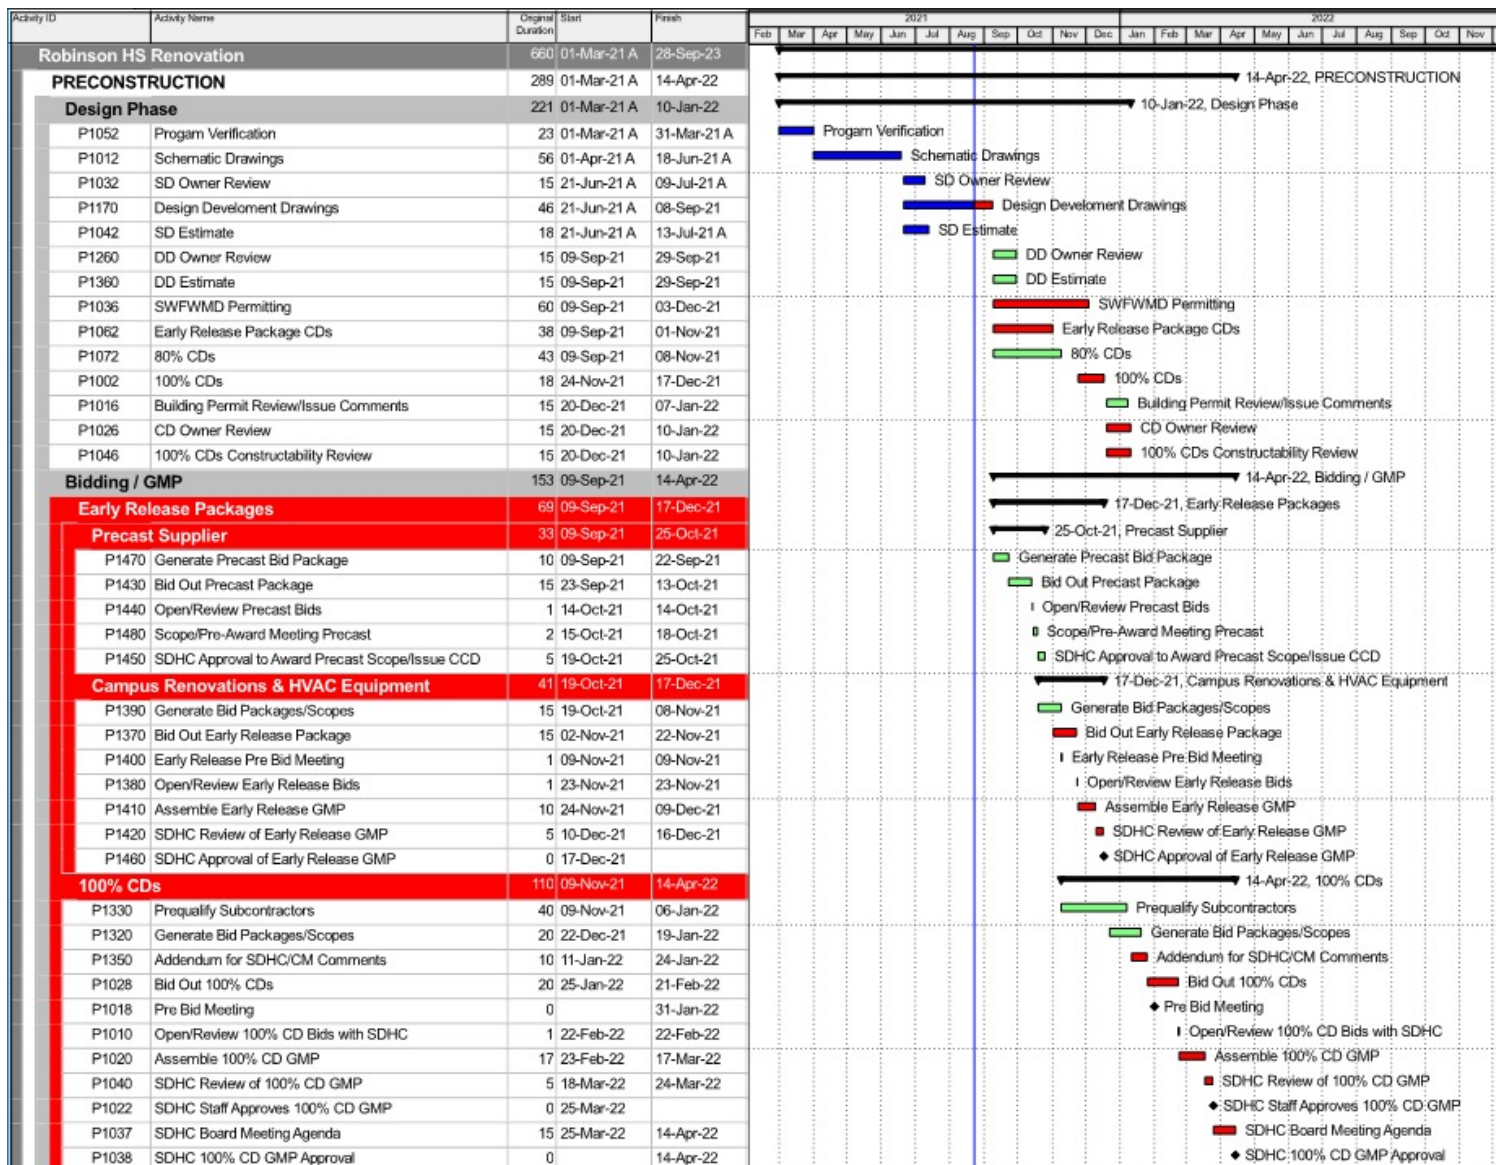 Activity ID Activity Name Original Duration Start Finish 2021 2022
Feb Mar Apr May Jun Jul Aug Sep Oct Nov Dec Jan Feb Mar Apr May Jun Jul Aug Sep Oct Nov
Robinson HS Renovation 660 01-Mar-21 A 28-Sep-23
PRECONSTRUCTION 289 01-Mar-21 A 14-Apr-22 14-Apr-22, PRECONSTRUCTION
Design Phase 221 01-Mar-21 A 10-Jan-22 10-Jan-22, Design Phase
P1052 Progam Verification 23 01-Mar-21 A 31-Mar-21 A Progam Verification
P1012 Schematic Drawings 56 01-Apr-21 A 18-Jun-21 A Schematic Drawings
P1032 SD Owner Review 15 21-Jun-21 A 09-Jul-21 A SD Owner Review
P1170 Design Develoment Drawings 46 21-Jun-21 A 08-Sep-21 Design Develoment Drawings
P1042 SD Estimate 18 21-Jun-21 A 13-Jul-21 A SD Estimate
P1260 DD Owner Review 15 09-Sep-21 29-Sep-21 DD Owner Review
P1360 DD Estimate 15 09-Sep-21 29-Sep-21 DD Estimate
P1036 SWFWMD Permitting 60 09-Sep-21 03-Dec-21 SWFWMD Permitting
P1062 Early Release Package CDs 38 09-Sep-21 01-Nov-21 Early Release Package CDs
P1072 80% CDs 43 09-Sep-21 08-Nov-21 80% CDs
P1002 100% CDs 18 24-Nov-21 17-Dec-21 100% CDs
P1016 Building Permit Review/Issue Comments 15 20-Dec-21 07-Jan-22 Building Permit Review/Issue Comments
P1026 CD Owner Review 15 20-Dec-21 10-Jan-22 CD Owner Review
P1046 100% CDs Constructability Review 15 20-Dec-21 10-Jan-22 100% CDs Constructability Review
Bidding / GMP 153 09-Sep-21 14-Apr-22 14-Apr-22, Bidding / GMP
Early Release Packages 69 09-Sep-21 17-Dec-21 17-Dec-21, Early Release Packages
Precast Supplier 33 09-Sep-21 25-Oct-21 25-Oct-21, Precast Supplier
P1470 Generate Precast Bid Package 10 09-Sep-21 22-Sep-21 Generate Precast Bid Package
P1430 Bid Out Precast Package 15 23-Sep-21 13-Oct-21 Bid Out Precast Package
P1440 Open/Review Precast Bids 1 14-Oct-21 14-Oct-21 Open/Review Precast Bids
P1480 Scope/Pre-Award Meeting Precast 2 15-Oct-21 18-Oct-21 Scope/Pre-Award Meeting Precast
P1450 SDHC Approval to Award Precast Scope/Issue CCD 5 19-Oct-21 25-Oct-21 SDHC Approval to Award Precast Scope/Issue CCD
Campus Renovations & HVAC Equipment 41 19-Oct-21 17-Dec-21 17-Dec-21, Campus Renovations & HVAC Equipment
P1390 Generate Bid Packages/Scopes 15 19-Oct-21 08-Nov-21 Generate Bid Packages/Scopes
P1370 Bid Out Early Release Package 15 02-Nov-21 22-Nov-21 Bid Out Early Release Package
P1400 Early Release Pre Bid Meeting 1 09-Nov-21 09-Nov-21 Early Release Pre Bid Meeting
P1380 Open/Review Early Release Bids 1 23-Nov-21 23-Nov-21 Open/Review Early Release Bids
P1410 Assemble Early Release GMP 10 24-Nov-21 09-Dec-21 Assemble Early Release GMP
P1420 SDHC Review of Early Release GMP 5 10-Dec-21 16-Dec-21 SDHC Review of Early Release GMP
P1460 SDHC Approval of Early Release GMP 0 17-Dec-21 SDHC Approval of Early Release GMP
100% CDs 110 09-Nov-21 14-Apr-22 14-Apr-22, 100% CDs
P1330 Prequalify Subcontractors 40 09-Nov-21 06-Jan-22 Prequalify Subcontractors
P1320 Generate Bid Packages/Scopes 20 22-Dec-21 19-Jan-22 Generate Bid Packages/Scopes
P1350 Addendum for SDHC/CM Comments 10 11-Jan-22 24-Jan-22 Addendum for SDHC/CM Comments
P1028 Bid Out 100% CDs 20 25-Jan-22 21-Feb-22 Bid Out 100% CDs
P1018 Pre Bid Meeting 0 31-Jan-22 Pre Bid Meeting
P1010 Open/Review 100% CD Bids with SDHC 1 22-Feb-22 22-Feb-22 Open/Review 100% CD Bids with SDHC
P1020 Assemble 100% CD GMP 17 23-Feb-22 17-Mar-22 Assemble 100% CD GMP
P1040 SDHC Review of 100% CD GMP 5 18-Mar-22 24-Mar-22 SDHC Review of 100% CD GMP
P1022 SDHC Staff Approves 100% CD GMP 0 25-Mar-22 SDHC Staff Approves 100% CD GMP
P1037 SDHC Board Meeting Agenda 15 25-Mar-22 14-Apr-22 SDHC Board Meeting Agenda
P1038 SDHC 100% CD GMP Approval 0 14-Apr-22 SDHC 100% CD GMP Approval